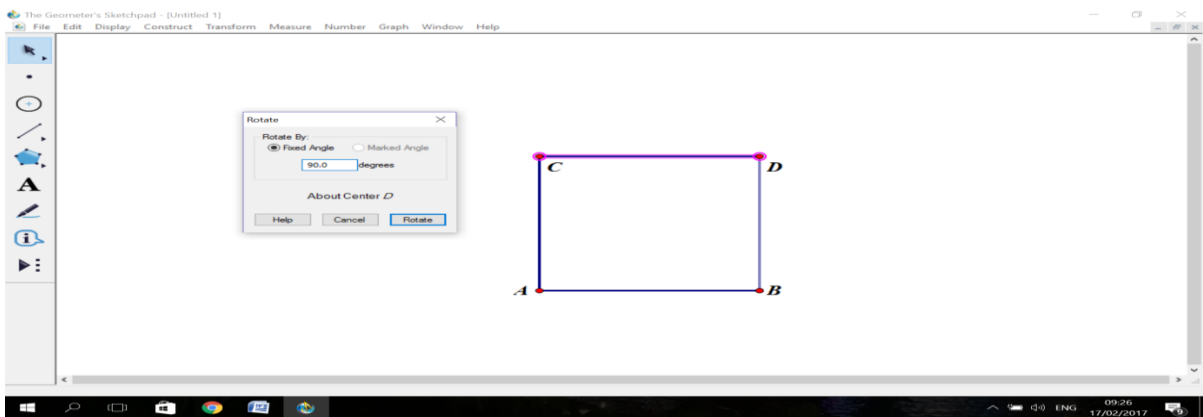 The Geometer's Sketchpad - [Untitled 1]
File Edit Display Construct Transform Measure Number Graph Window Help
Rotate
Rotate By:
Fixed Angle Marked Angle
90.0 degrees
About Center D
Help Cancel Rotate
C D
A B
A
ENG 09:26
17/02/2017